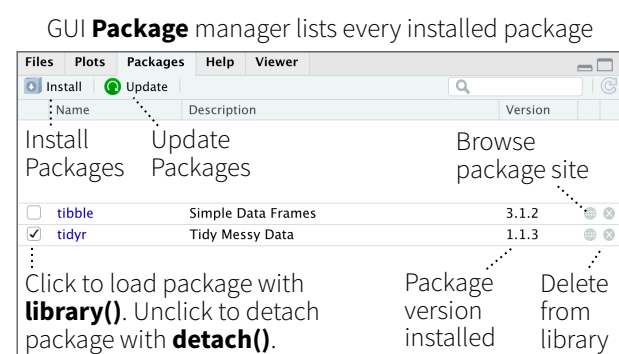 GUI Package manager lists every installed package
Files Plots Packages Help Viewer
Install Update
Name Description Version
Install Packages
Update Packages
Browse package site
tibble Simple Data Frames 3.1.2
tidyr Tidy Messy Data 1.1.3
Click to load package with
library(). Unclick to detach
package with detach().
Package
version
installed
Delete
from
library